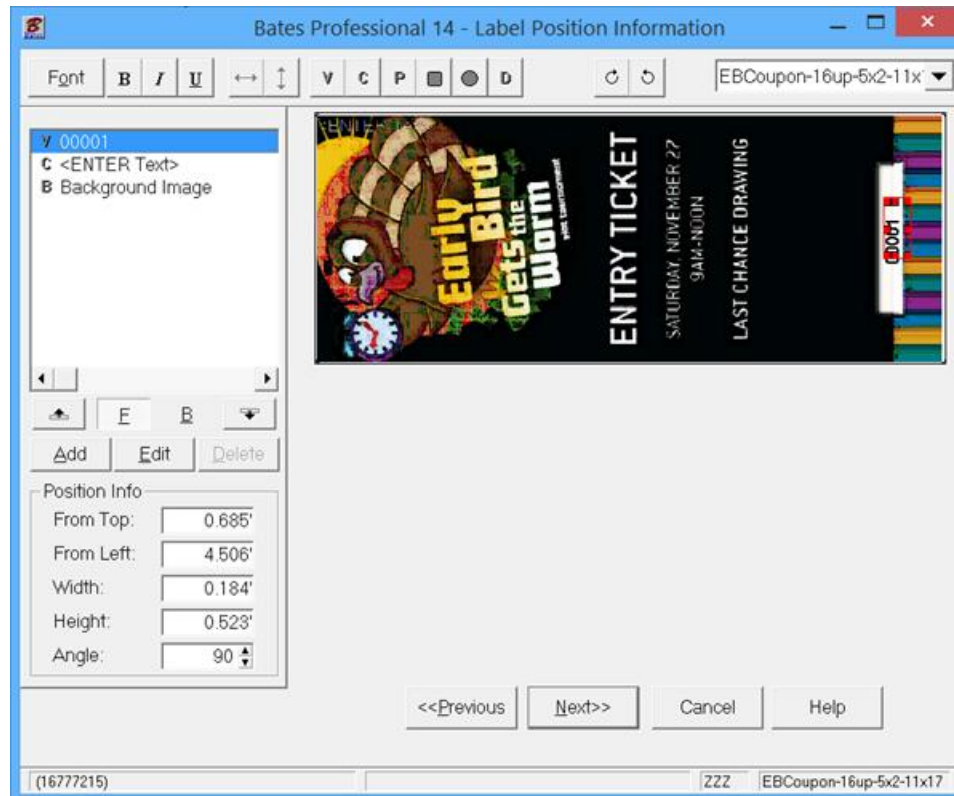 Bates Professional 14 - Label Position Information
Font B I U V C P D EBCoupon-16up-5x2-11x1
V 00001
C <ENTER Text>
B Background Image
F B
Add Edit Delete
Position Info
From Top: 0.685'
From Left: 4.506'
Width: 0.184'
Height: 0.523'
Angle: 90
Early
Bird
Gets the
Worm
ENTRY TICKET
SATURDAY, NOVEMBER 27
9AM-NOON
LAST CHANCE DRAWING
00001
<<Previous Next>> Cancel Help
(16777215) ZZZ EBCoupon-16up-5x2-11x17